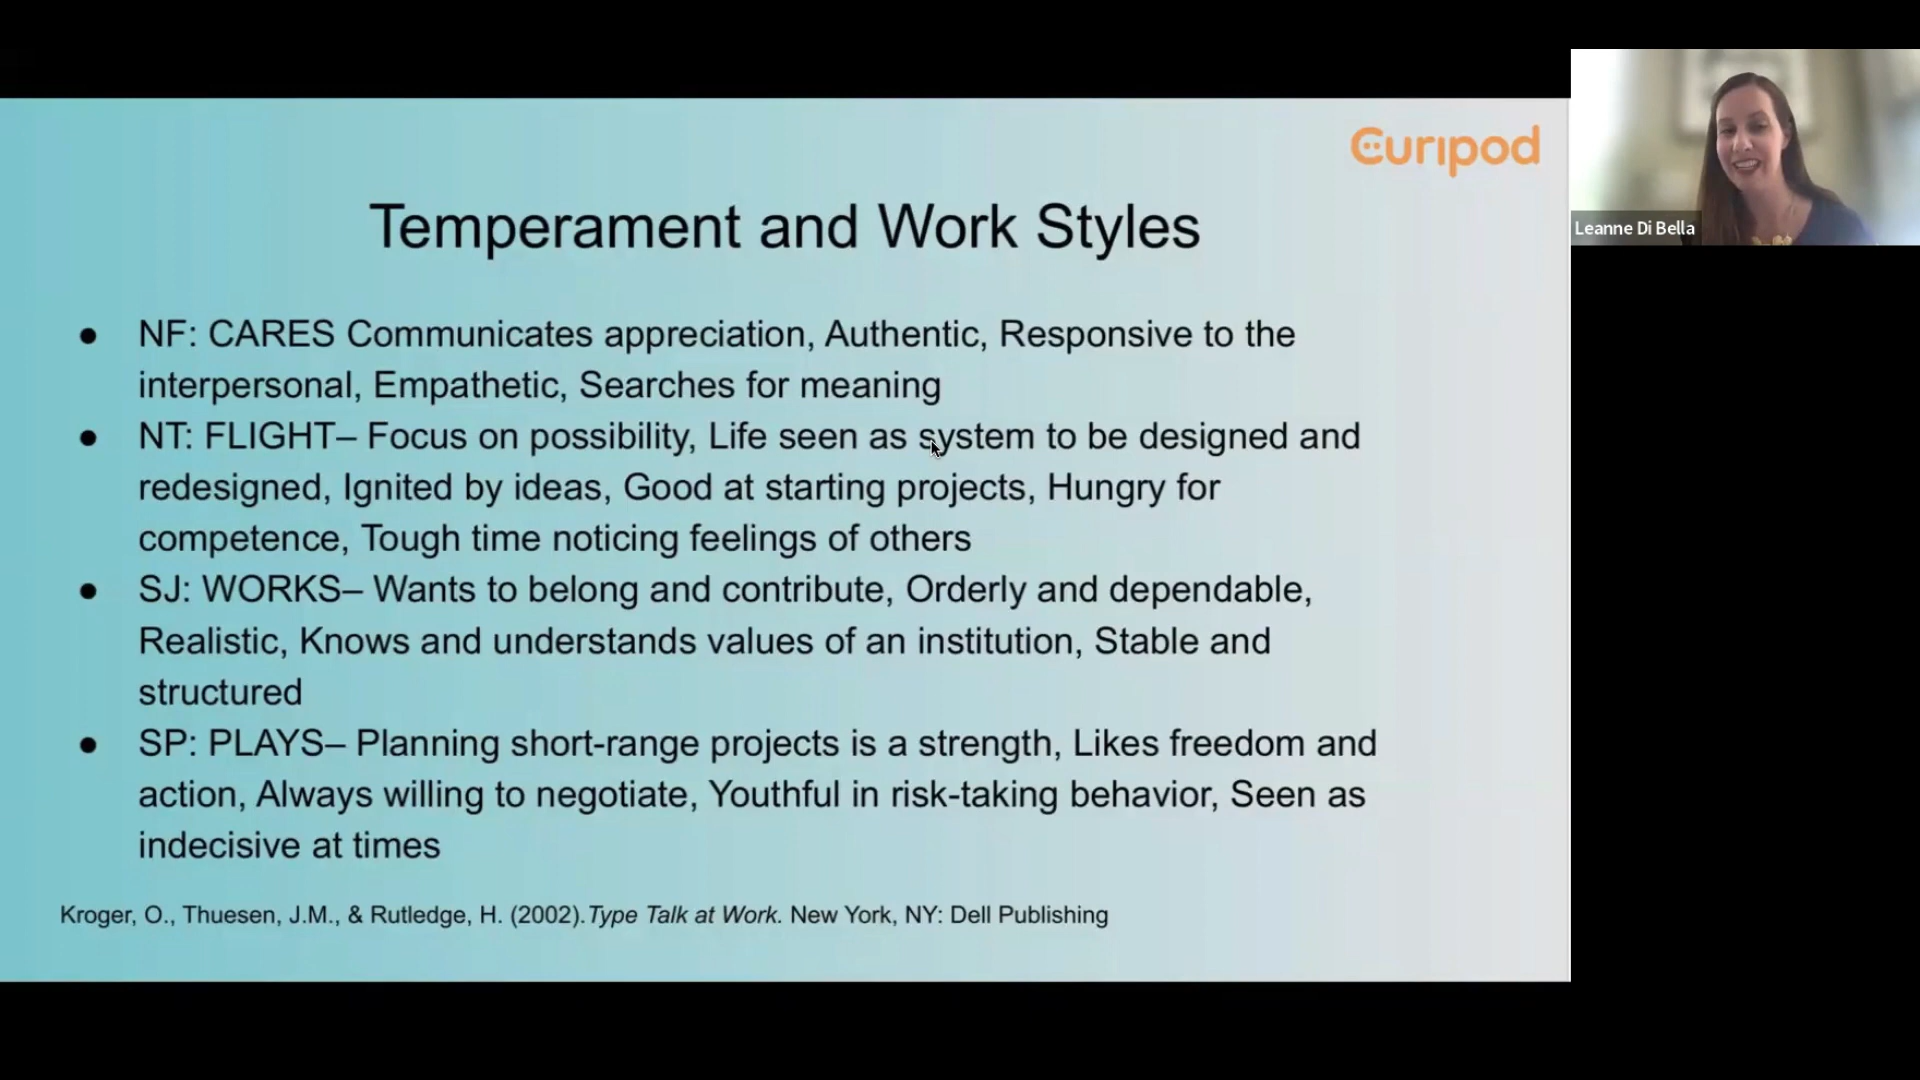 Curipod
Leanne Di Bella
Temperament and Work Styles
● NF: CARES Communicates appreciation, Authentic, Responsive to the
interpersonal, Empathetic, Searches for meaning
● NT: FLIGHT– Focus on possibility, Life seen as system to be designed and
redesigned, Ignited by ideas, Good at starting projects, Hungry for
competence, Tough time noticing feelings of others
● SJ: WORKS– Wants to belong and contribute, Orderly and dependable,
Realistic, Knows and understands values of an institution, Stable and
structured
● SP: PLAYS– Planning short-range projects is a strength, Likes freedom and
action, Always willing to negotiate, Youthful in risk-taking behavior, Seen as
indecisive at times
Kroger, O., Thuesen, J.M., & Rutledge, H. (2002). Type Talk at Work. New York, NY: Dell Publishing